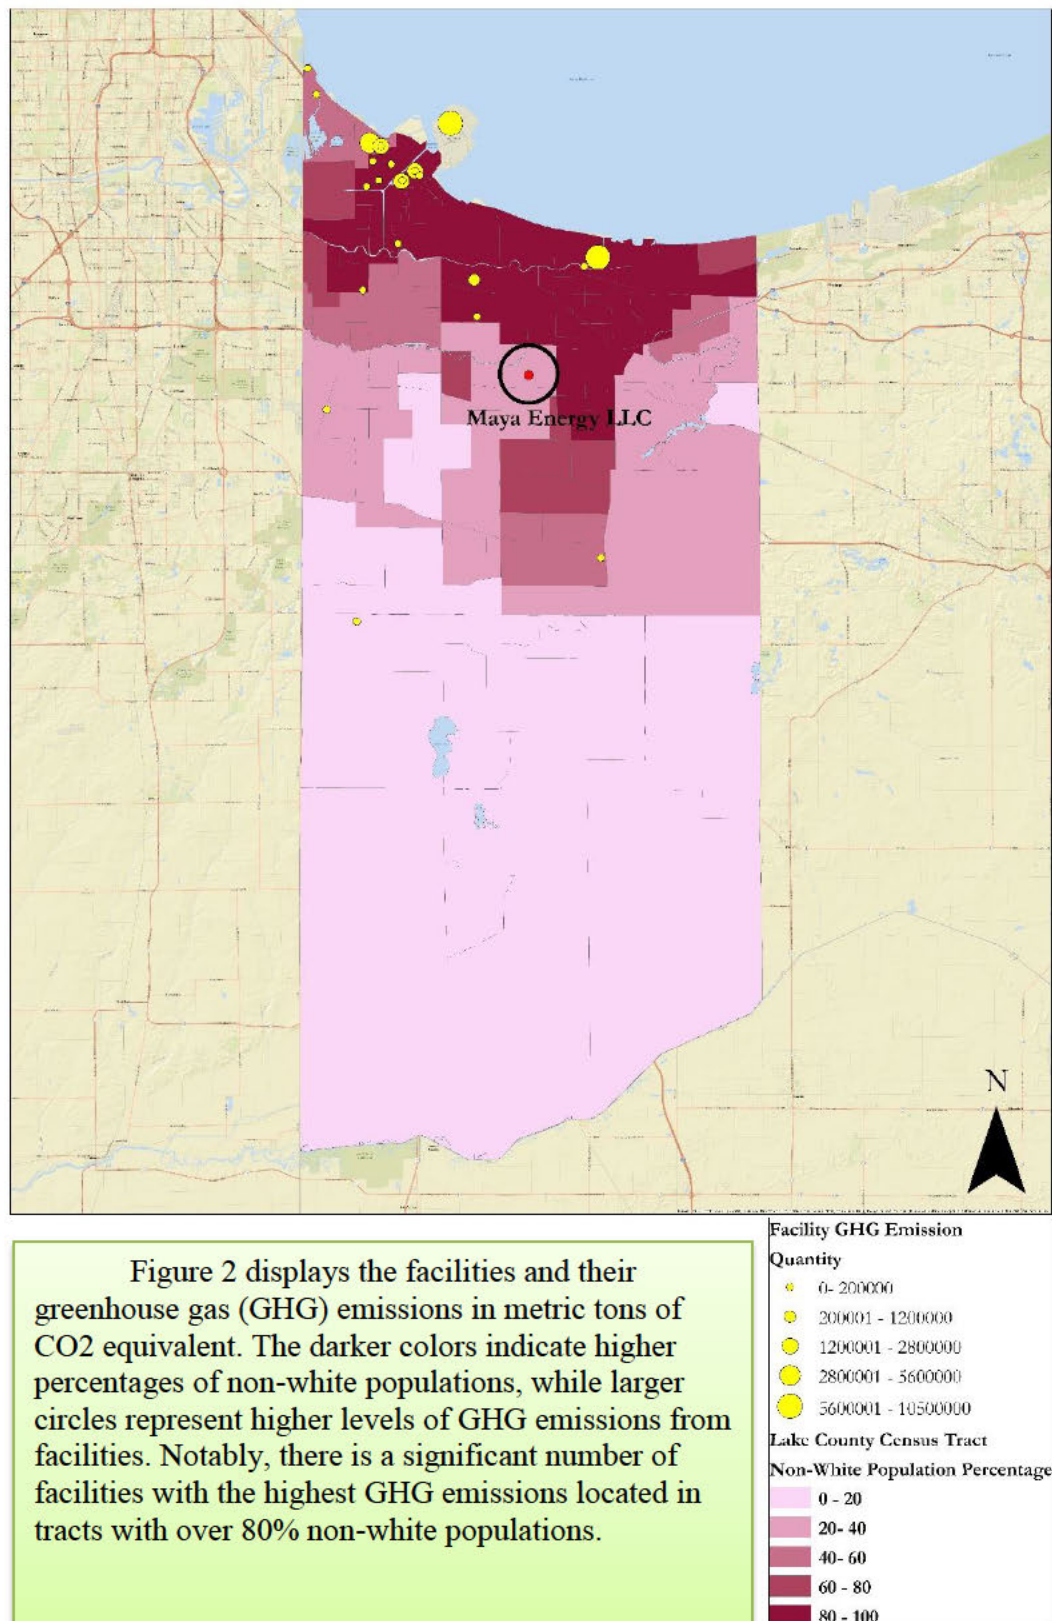 Maya Energy LLC
N
Figure 2 displays the facilities and their
greenhouse gas (GHG) emissions in metric tons of
CO2 equivalent. The darker colors indicate higher
percentages of non-white populations, while larger
circles represent higher levels of GHG emissions from
facilities. Notably, there is a significant number of
facilities with the highest GHG emissions located in
tracts with over 80% non-white populations.
Facility GHG Emission
Quantity
0- 200000
200001 - 1200000
1200001 - 2800000
2800001 - 5600000
5600001 - 10500000
Lake County Census Tract
Non-White Population Percentage
0 - 20
20- 40
40- 60
60 - 80
80 - 100